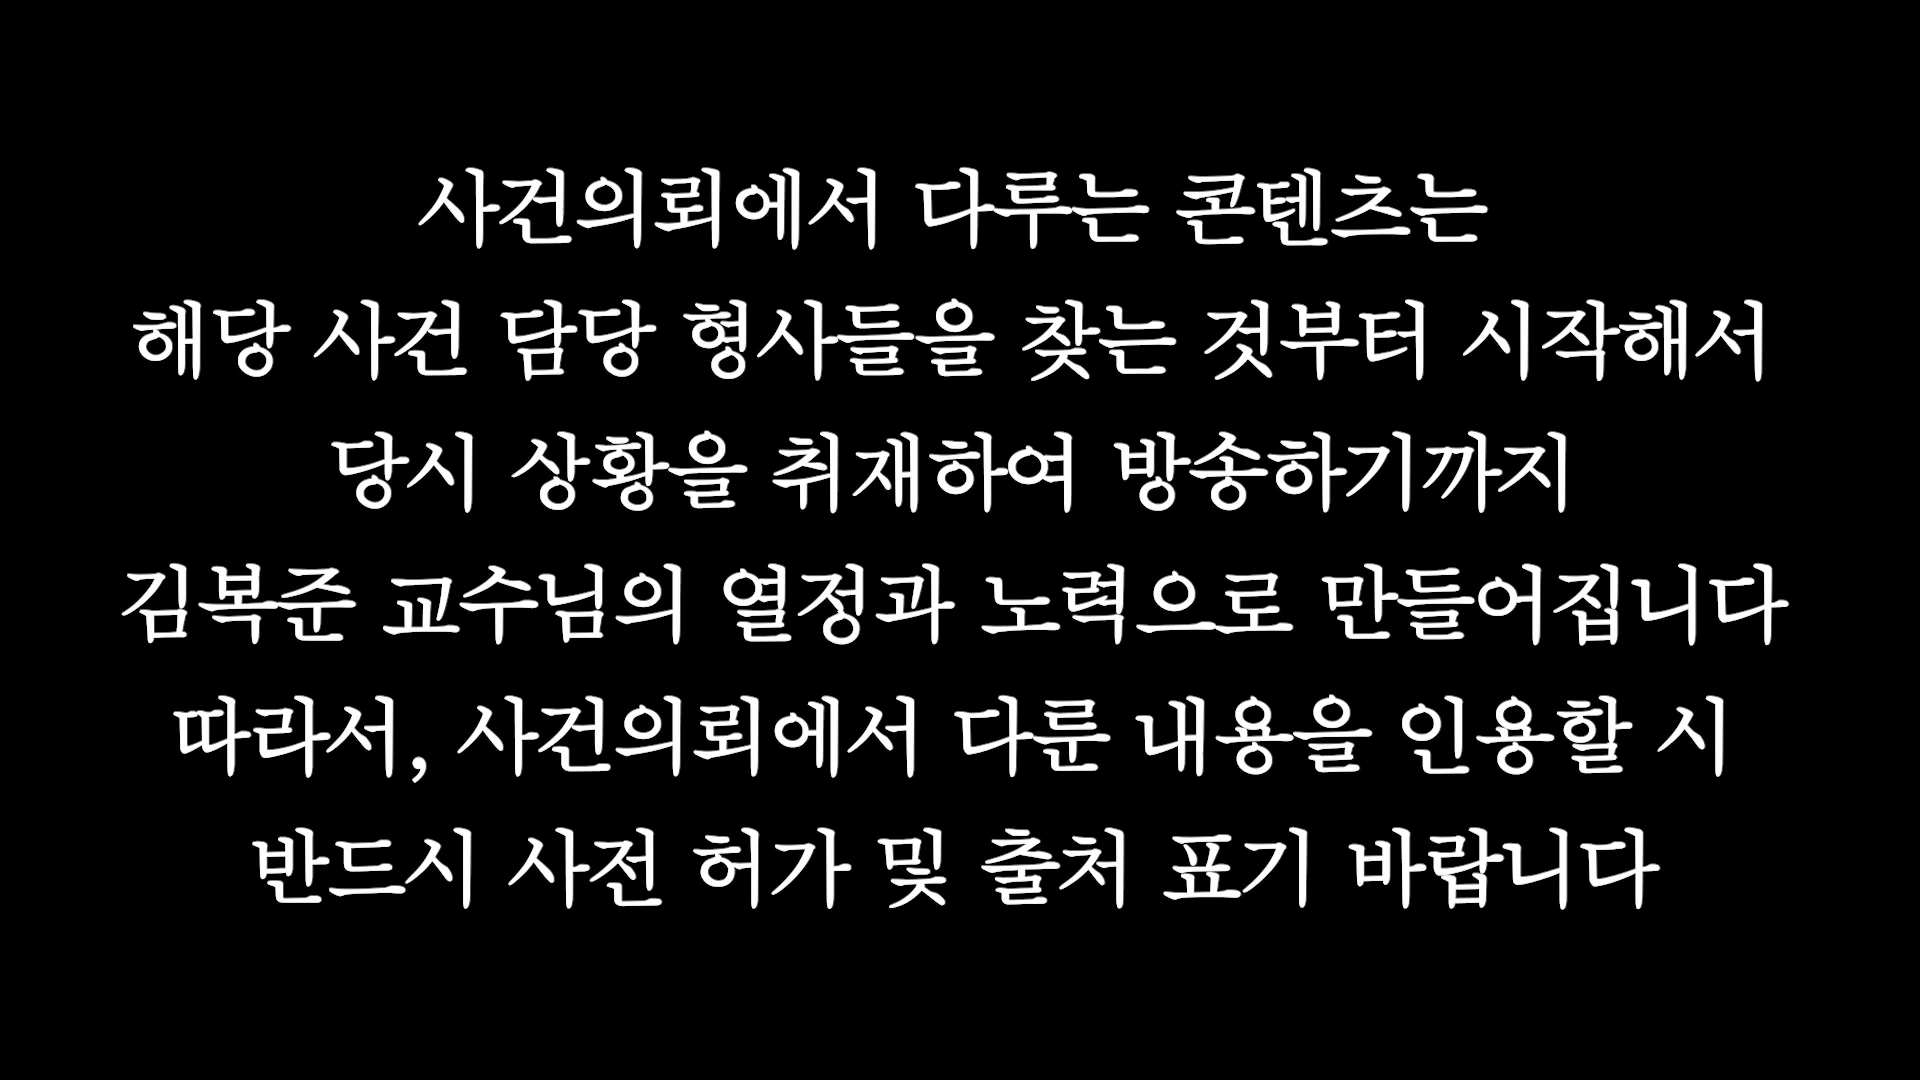 사건의뢰에서 다루는 콘텐츠는
해당 사건 담당 형사들을 찾는 것부터 시작해서
당시 상황을 취재하여 방송하기까지
김복준 교수님의 열정과 노력으로 만들어집니다
따라서, 사건의뢰에서 다룬 내용을 인용할 시
반드시 사전 허가 및 출처 표기 바랍니다